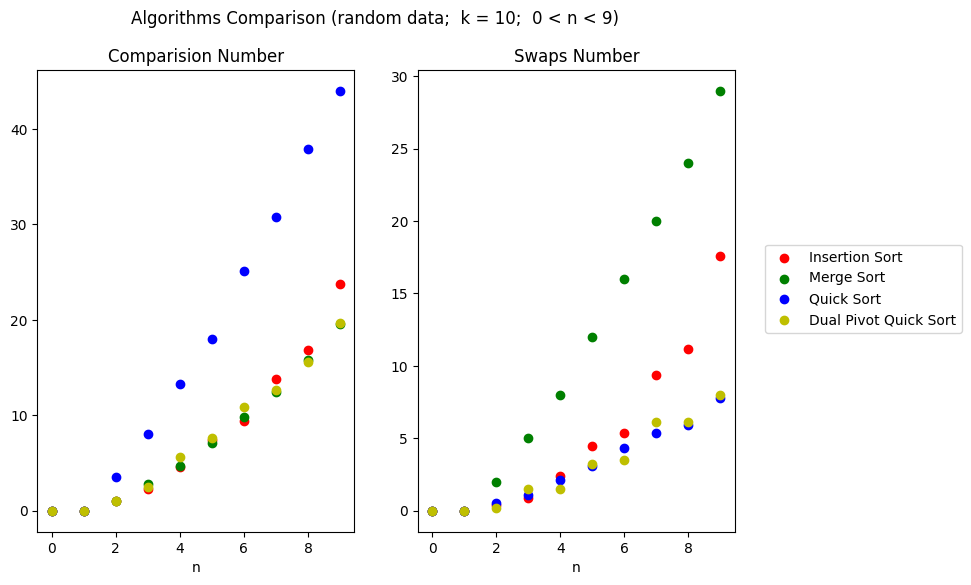 Algorithms Comparison (random data;  k = 10;  0 < n < 9)
Comparision Number
40
30
20
10
0
0 2 4 6 8
n
Swaps Number
30
25
20
15
10
5
0
0 2 4 6 8
n
Insertion Sort
Merge Sort
Quick Sort
Dual Pivot Quick Sort